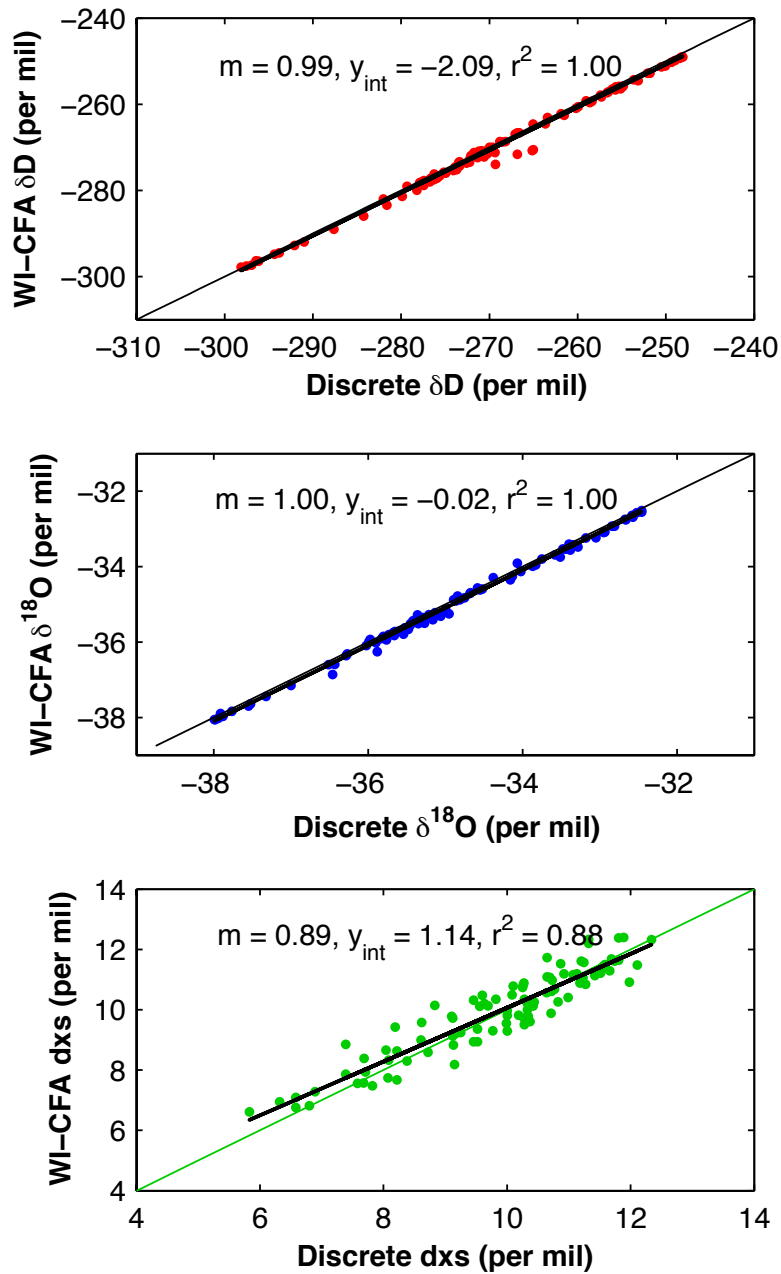 −240
−260
−280
−300
WI−CFA δD (per mil)
m = 0.99, y_int = −2.09, r² = 1.00
−310 −300 −290 −280 −270 −260 −250 −240
Discrete δD (per mil)
−32
−34
−36
−38
WI−CFA δ¹⁸O (per mil)
m = 1.00, y_int = −0.02, r² = 1.00
−38 −36 −34 −32
Discrete δ¹⁸O (per mil)
14
12
10
8
6
4
WI−CFA dxs (per mil)
m = 0.89, y_int = 1.14, r² = 0.88
4 6 8 10 12 14
Discrete dxs (per mil)